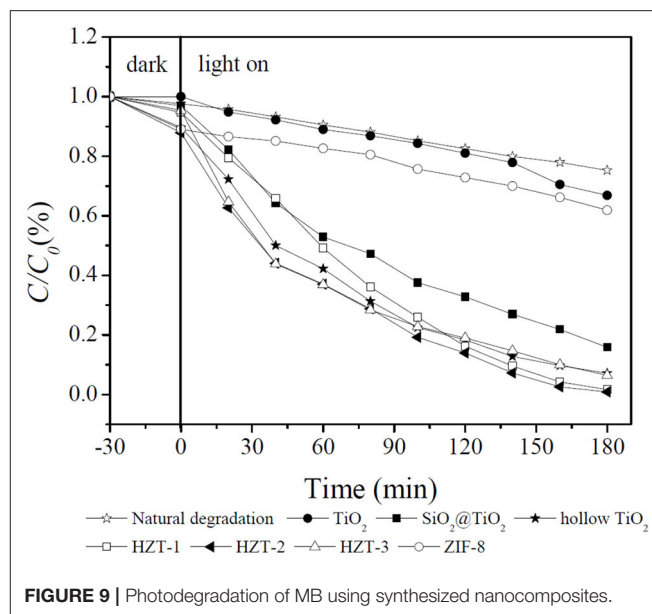 1.2
dark
light on
1.0
0.8
0.6
0.4
0.2
0.0
C/C₀(%)
-30
0
30
60
90
120
150
180
Time (min)
Natural degradation TiO₂ SiO₂@TiO₂ hollow TiO₂
HZT-1 HZT-2 HZT-3 ZIF-8
FIGURE 9 | Photodegradation of MB using synthesized nanocomposites.